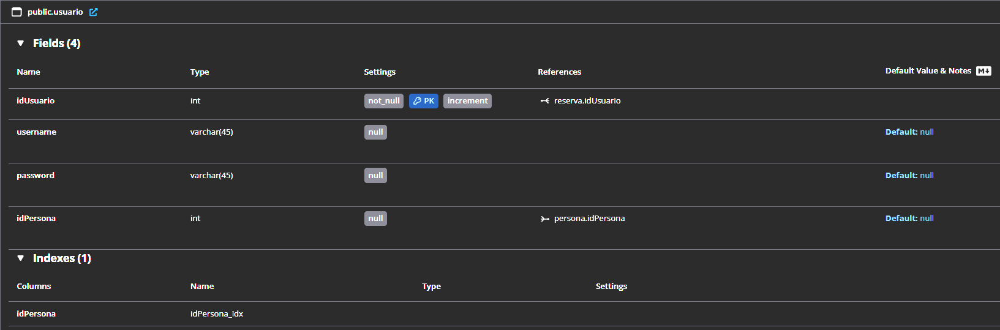 public.usuario
Fields (4)
Name Type Settings References Default Value & Notes M↓
idUsuario int not_null PK increment reserva.idUsuario
username varchar(45) null Default: null
password varchar(45) null Default: null
idPersona int null persona.idPersona Default: null
Indexes (1)
Columns Name Type Settings
idPersona idPersona_idx